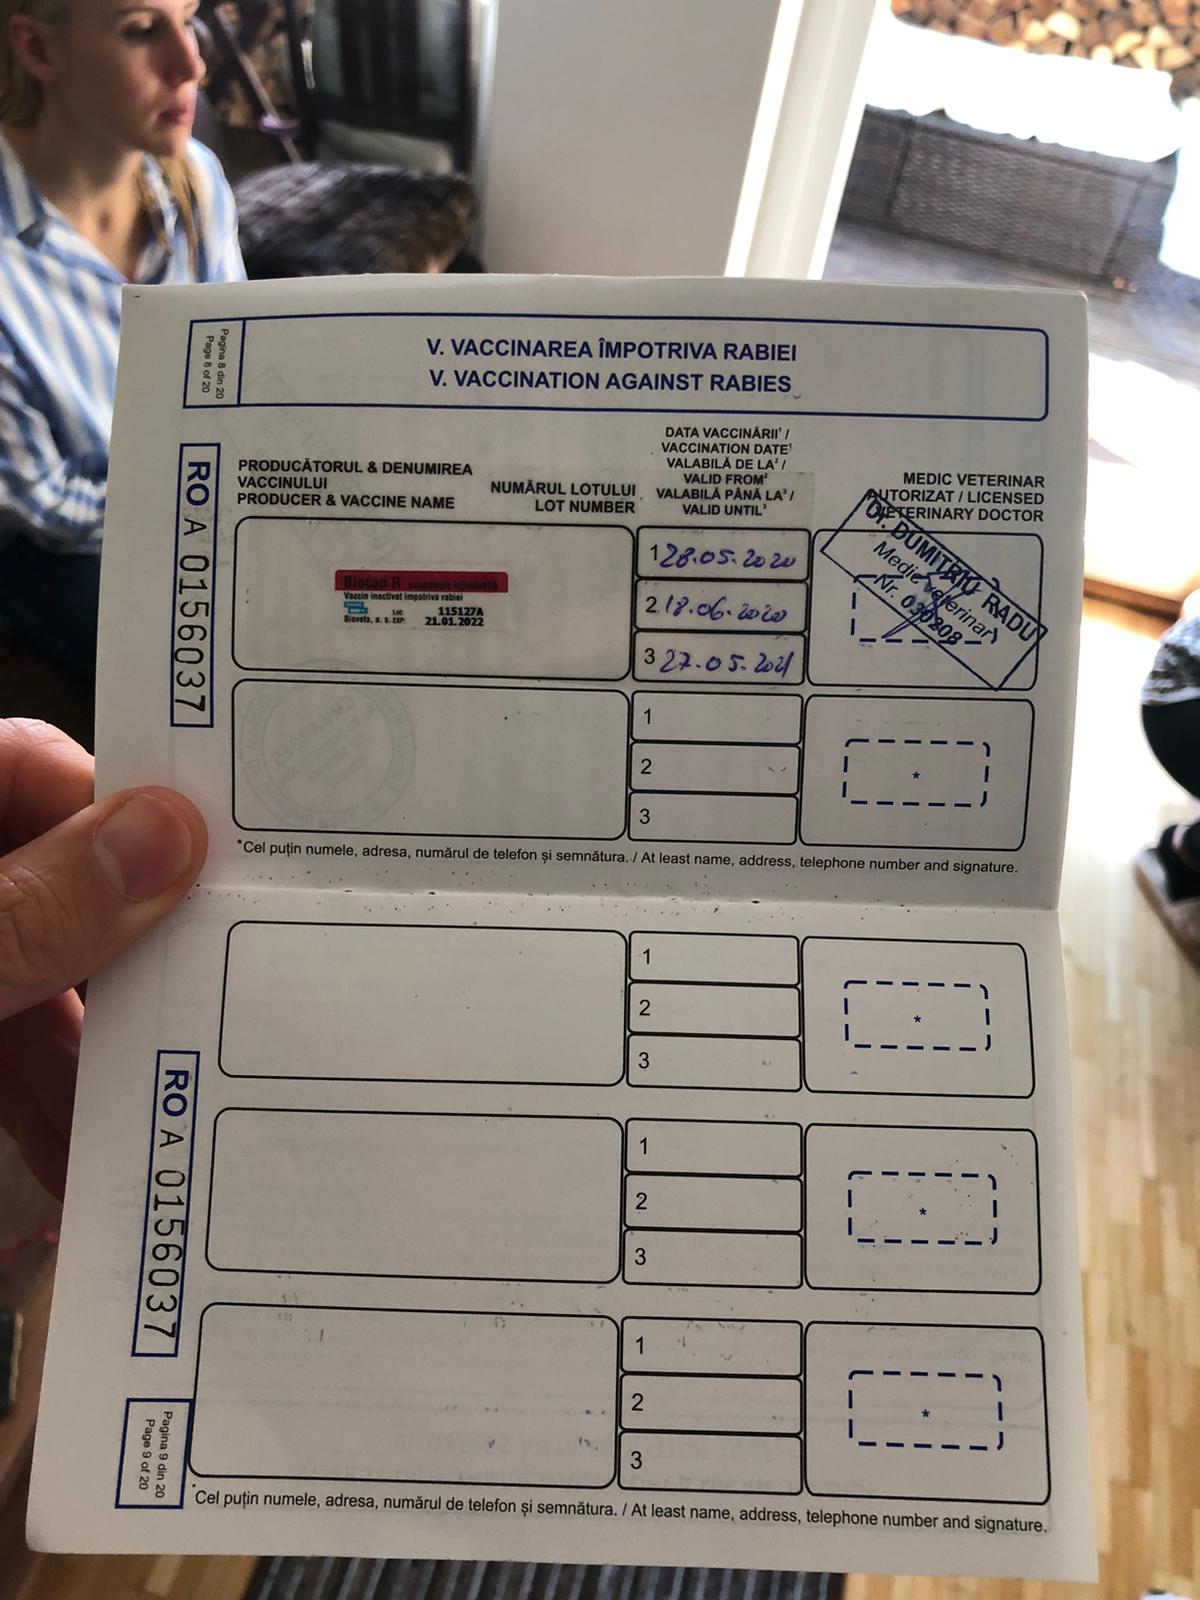 Pagina 8 din 20
Page 8 of 20
V. VACCINAREA ÎMPOTRIVA RABIEI
V. VACCINATION AGAINST RABIES
RO A 0156037
PRODUCĂTORUL & DENUMIREA
VACCINULUI
PRODUCER & VACCINE NAME
NUMĂRUL LOTULUI
LOT NUMBER
DATA VACCINĂRII¹ /
VACCINATION DATE¹
VALABILĂ DE LA² /
VALID FROM²
VALABILĂ PÂNĂ LA³ /
VALID UNTIL³
MEDIC VETERINAR
AUTORIZAT / LICENSED
VETERINARY DOCTOR
Biocan R suspensie injectabilă
Vaccin inactivat împotriva rabiei
Lot: 115127A
Bioveta, a. s. EXP: 21.01.2022
1 28.05.2020
2 18.06.2020
3 27.05.2021
Dr. DUMITRIU RADU
Medic veterinar
Nr. 030208
1
2
3
*
*Cel puțin numele, adresa, numărul de telefon și semnătura. / At least name, address, telephone number and signature.
1
2
3
*
1
2
3
*
RO A 0156037
1
2
3
*
Pagina 9 din 20
Page 9 of 20
*Cel puțin numele, adresa, numărul de telefon și semnătura. / At least name, address, telephone number and signature.